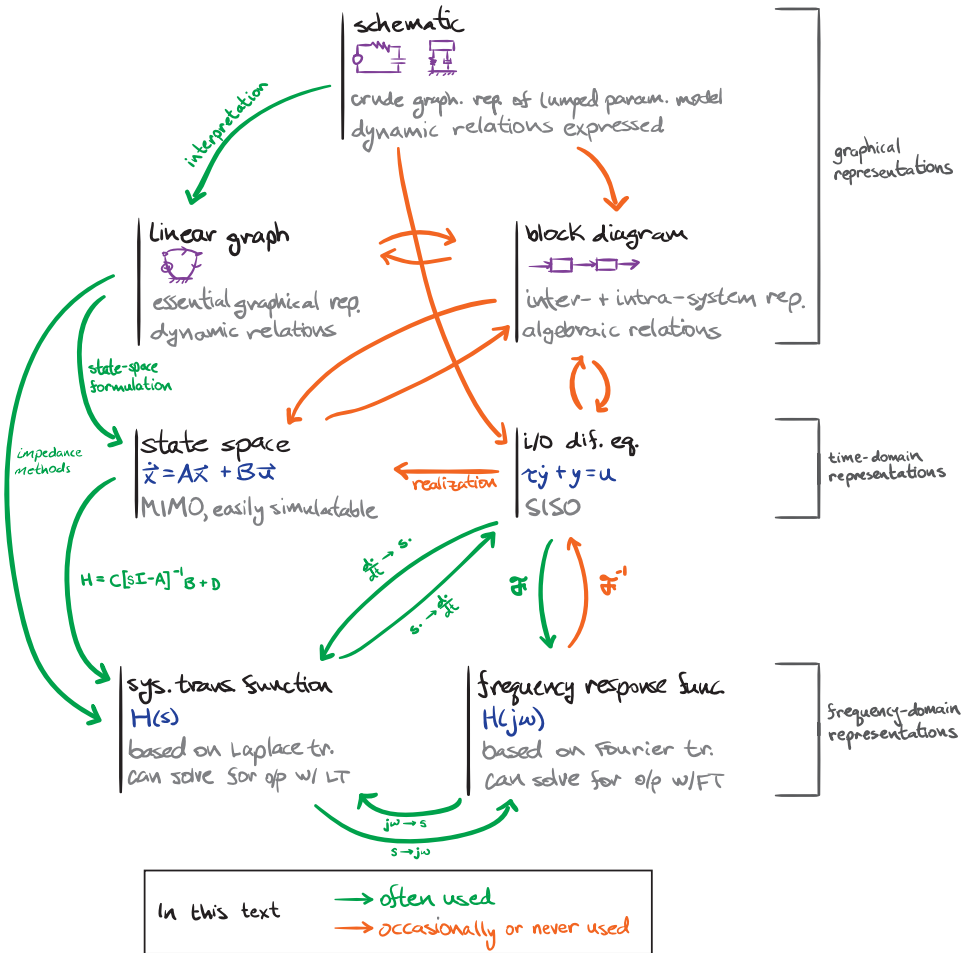 schematic
crude graph. rep. of lumped param. model
dynamic relations expressed
graphical
representations
interpretation
linear graph
essential graphical rep.
dynamic relations
block diagram
inter- + intra-system rep.
algebraic relations
state-space
formulation
impedance
methods
state space
ẋ⃗ = Ax⃗ + Bu⃗
MIMO, easily simulatable
realization
i/o dif. eq.
τẏ + y = u
SISO
time-domain
representations
H = C[sI-A]⁻¹B + D
d·/dt → s·
s· → d·/dt
ℱ
ℱ⁻¹
sys. trans. function
H(s)
based on Laplace tr.
can solve for o/p w/ LT
frequency response func.
H(jω)
based on Fourier tr.
can solve for o/p w/FT
frequency-domain
representations
jω → s
s → jω
In this text
→ often used
→ occasionally or never used